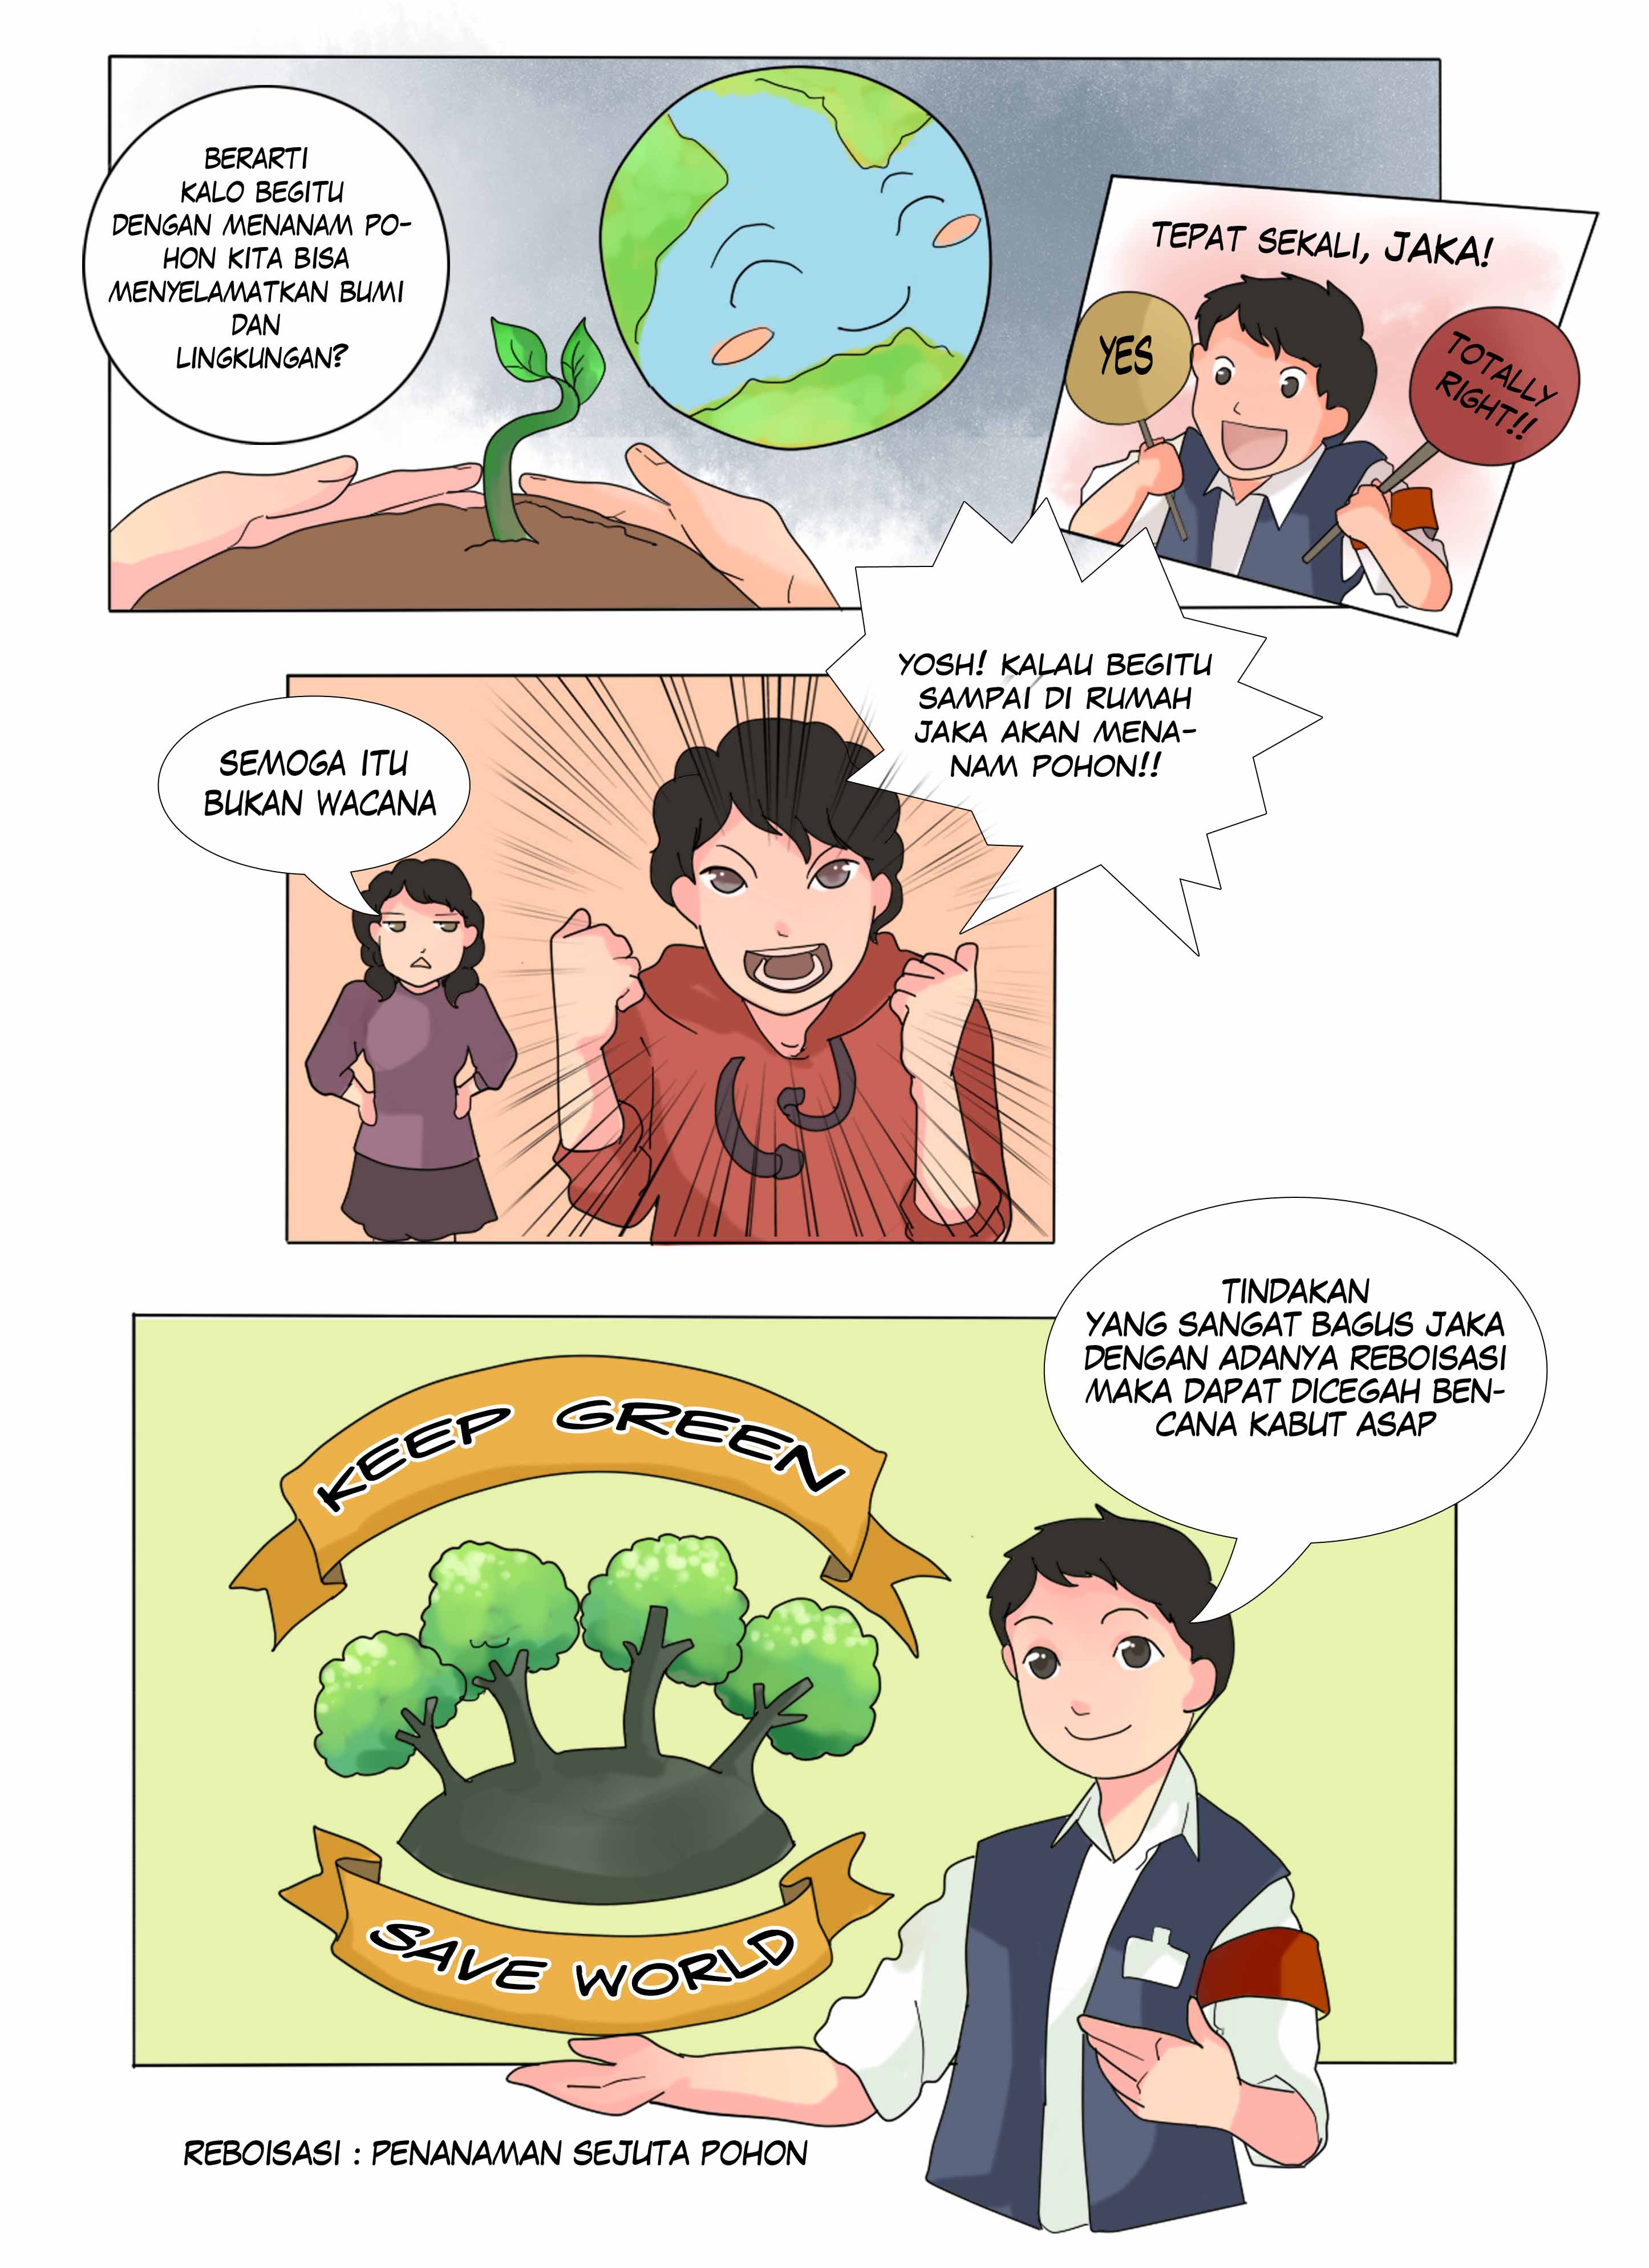 BERARTI
KALO BEGITU
DENGAN MENANAM PO-
HON KITA BISA
MENYELAMATKAN BUMI
DAN
LINGKUNGAN?
TEPAT SEKALI, JAKA!
YES
TOTALLY
RIGHT!!
YOSH! KALAU BEGITU
SAMPAI DI RUMAH
JAKA AKAN MENA-
NAM POHON!!
SEMOGA ITU
BUKAN WACANA
TINDAKAN
YANG SANGAT BAGUS JAKA
DENGAN ADANYA REBOISASI
MAKA DAPAT DICEGAH BEN-
CANA KABUT ASAP
KEEP GREEN
SAVE WORLD
REBOISASI : PENANAMAN SEJUTA POHON